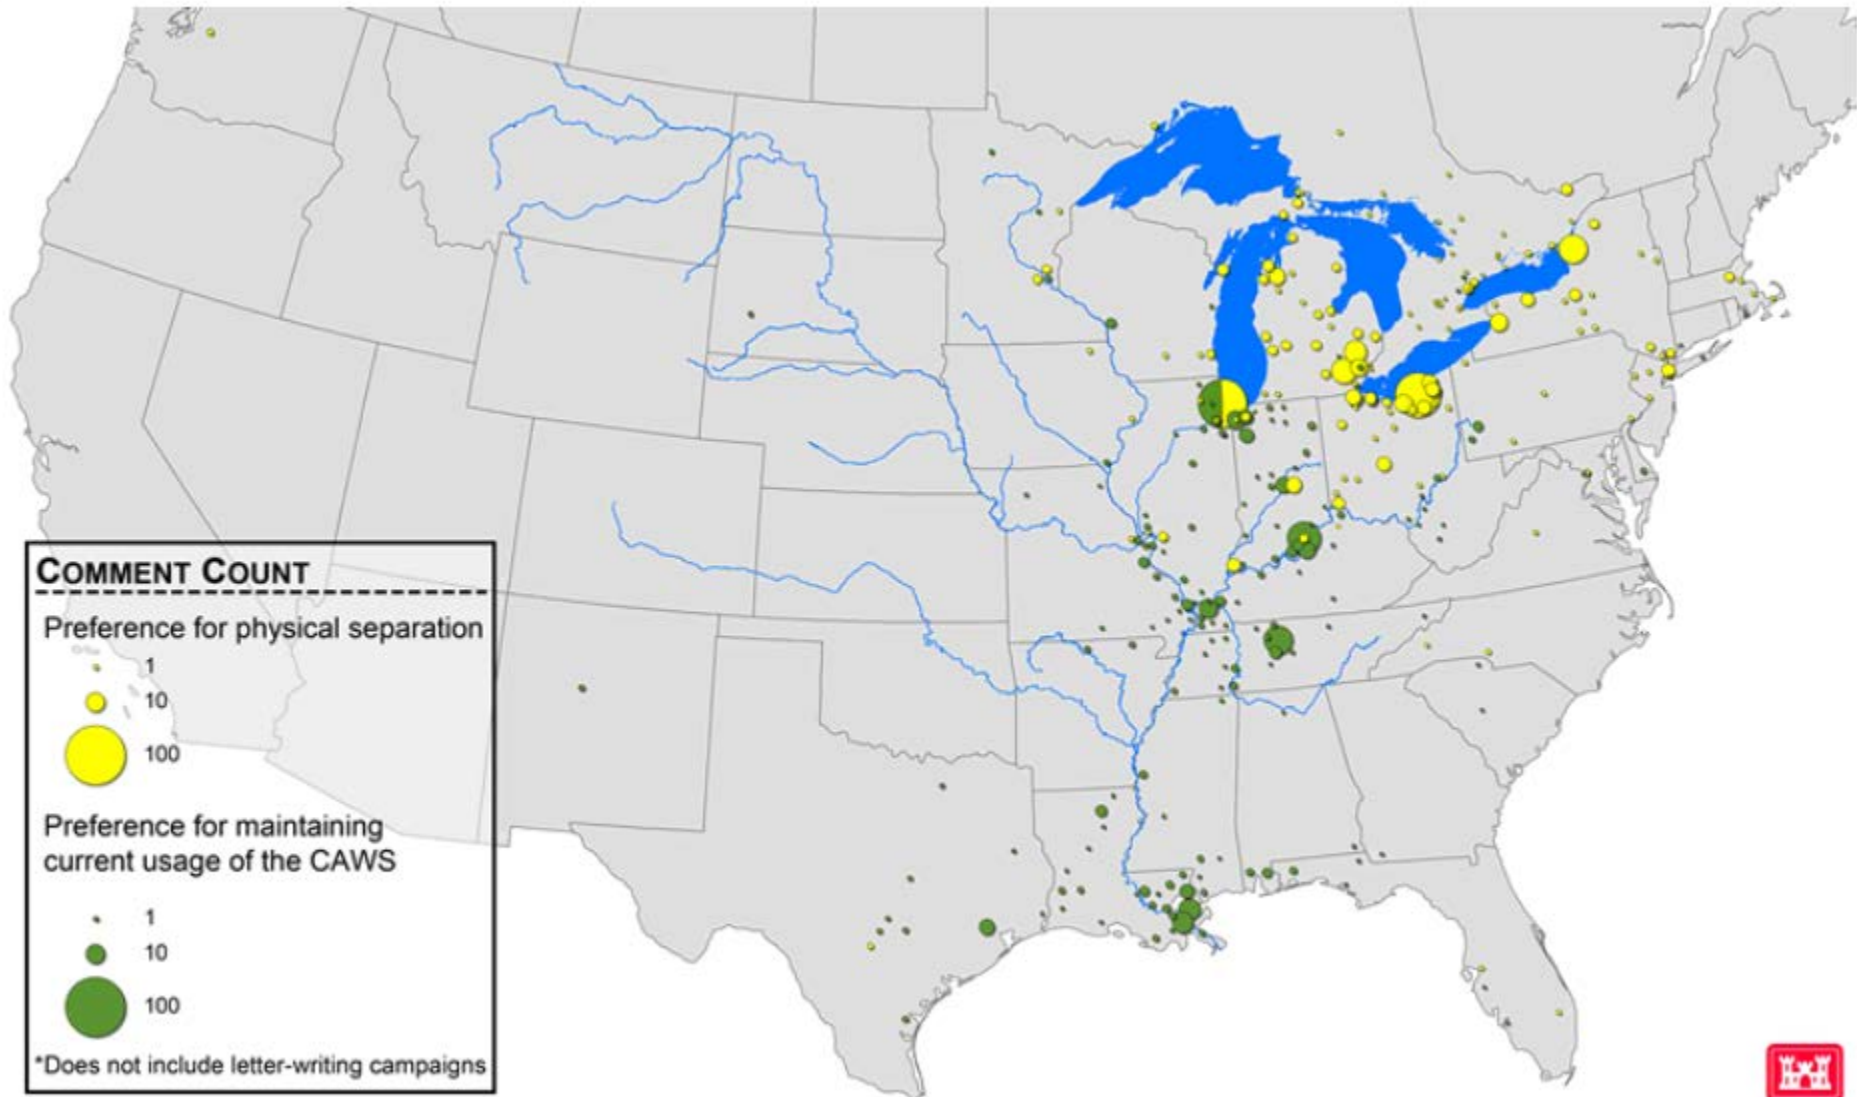 COMMENT COUNT
Preference for physical separation
1
10
100
Preference for maintaining
current usage of the CAWS
1
10
100
*Does not include letter-writing campaigns